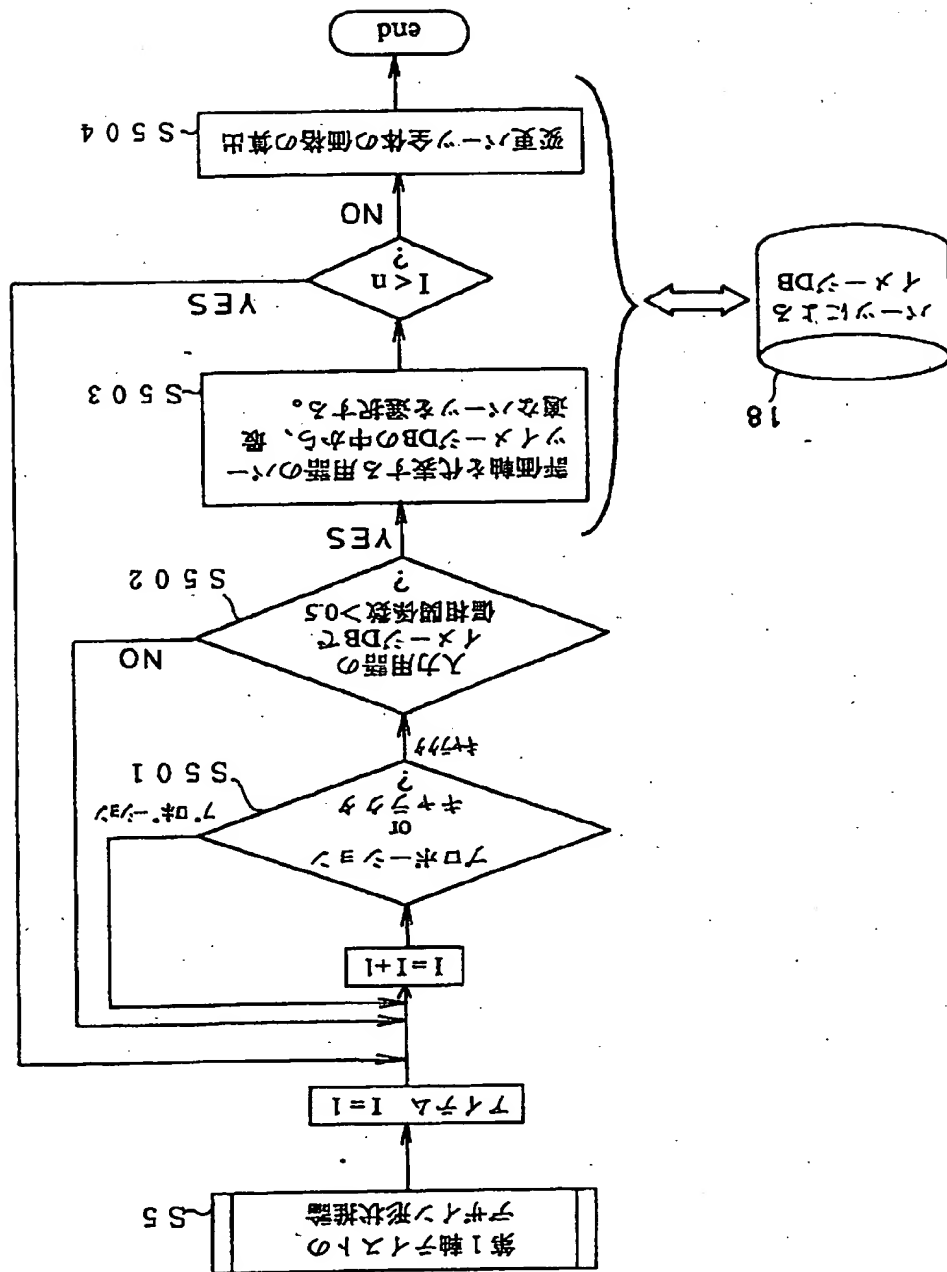 第1軸テイストの、
デザイン形状推論
S5
アイテム I=1
I=I+1
プロポーション
or
キャラクタ
?
S501
プロポーション
キャラクタ
入力用語の
イメージDBで
偏相関係数>0.5
?
S502
NO
YES
評価軸を代表する用語のパー
ツイメージDBの中から、最
適なパーツを選択する。
S503
I<n
?
YES
NO
変更パーツ全体の価格の算出
S504
end
18
パーツによる
イメージDB